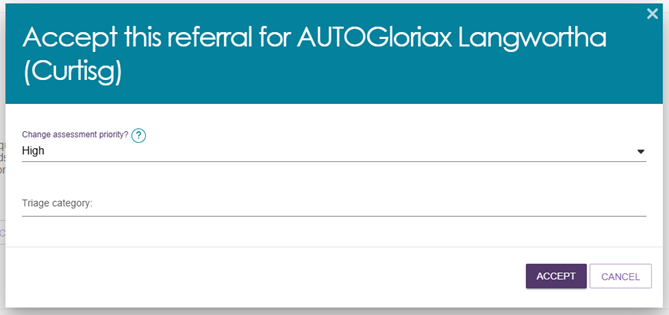 Accept this referral for AUTOGloriax Langwortha
(Curtisg)
Change assessment priority? ?
High
Triage category:
ACCEPT CANCEL